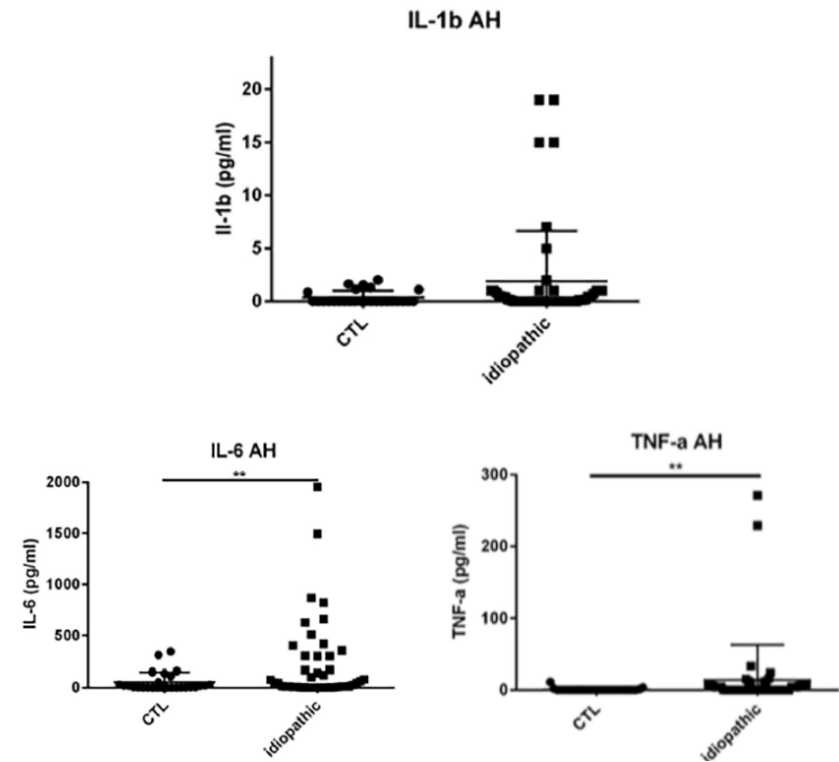 IL-1b AH
Il-1b (pg/ml)
20
15
10
5
0
CTL
idiopathic
IL-6 AH
**
IL-6 (pg/ml)
2000
1500
1000
500
0
CTL
idiopathic
TNF-a AH
**
TNF-a (pg/ml)
300
200
100
0
CTL
idiopathic